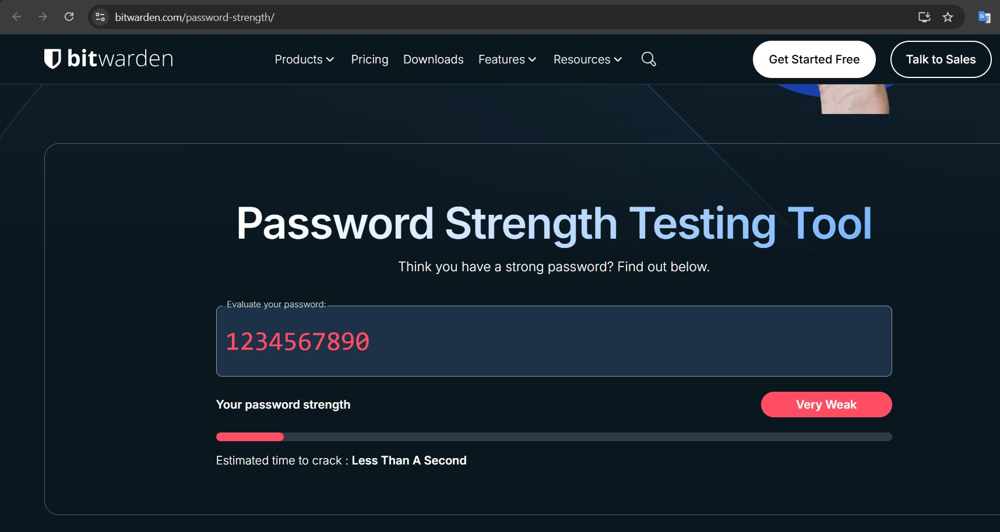 bitwarden.com/password-strength/
bitwarden Products Pricing Downloads Features Resources Get Started Free Talk to Sales
Password Strength Testing Tool
Think you have a strong password? Find out below.
Evaluate your password:
1234567890
Your password strength Very Weak
Estimated time to crack : Less Than A Second